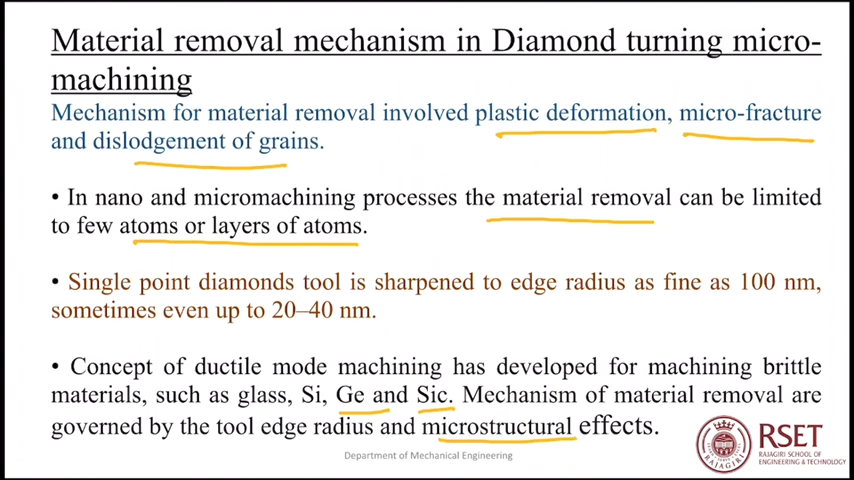 Material removal mechanism in Diamond turning micro-
machining
Mechanism for material removal involved plastic deformation, micro-fracture
and dislodgement of grains.
• In nano and micromachining processes the material removal can be limited
to few atoms or layers of atoms.
• Single point diamonds tool is sharpened to edge radius as fine as 100 nm,
sometimes even up to 20–40 nm.
• Concept of ductile mode machining has developed for machining brittle
materials, such as glass, Si, Ge and Sic. Mechanism of material removal are
governed by the tool edge radius and microstructural effects.
Department of Mechanical Engineering
RSET
RAJAGIRI SCHOOL OF
ENGINEERING & TECHNOLOGY
RAJAGIRI